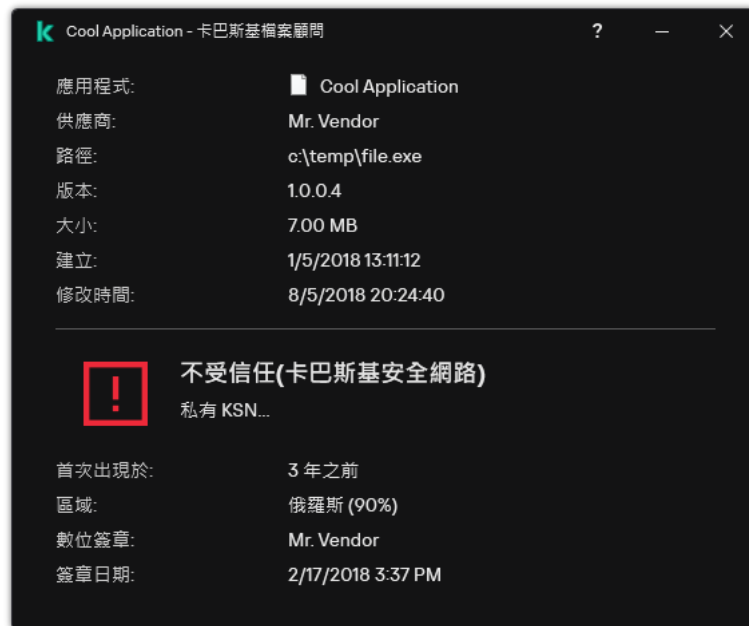 Cool Application - 卡巴斯基檔案顧問 ?
應用程式: Cool Application
供應商: Mr. Vendor
路徑: c:\temp\file.exe
版本: 1.0.0.4
大小: 7.00 MB
建立: 1/5/2018 13:11:12
修改時間: 8/5/2018 20:24:40
不受信任(卡巴斯基安全網路)
私有 KSN...
首次出現於: 3 年之前
區域: 俄羅斯 (90%)
數位簽章: Mr. Vendor
簽章日期: 2/17/2018 3:37 PM